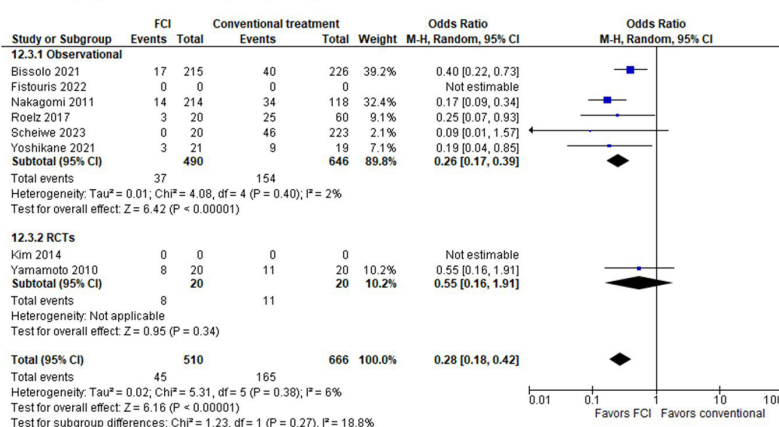 FCI Conventional treatment Odds Ratio Odds Ratio
Study or Subgroup Events Total Events Total Weight M-H, Random, 95% CI M-H, Random, 95% CI
12.3.1 Observational
Bissolo 2021 17 215 40 226 39.2% 0.40 [0.22, 0.73]
Fistouris 2022 0 0 0 0 Not estimable
Nakagomi 2011 14 214 34 118 32.4% 0.17 [0.09, 0.34]
Roelz 2017 3 20 25 60 9.1% 0.25 [0.07, 0.93]
Scheiwe 2023 0 20 46 223 2.1% 0.09 [0.01, 1.57]
Yoshikane 2021 3 21 9 19 7.1% 0.19 [0.04, 0.85]
Subtotal (95% CI) 490 646 89.8% 0.26 [0.17, 0.39]
Total events 37 154
Heterogeneity: Tau² = 0.01; Chi² = 4.08, df = 4 (P = 0.40); I² = 2%
Test for overall effect: Z = 6.42 (P < 0.00001)
12.3.2 RCTs
Kim 2014 0 0 0 0 Not estimable
Yamamoto 2010 8 20 11 20 10.2% 0.55 [0.16, 1.91]
Subtotal (95% CI) 20 20 10.2% 0.55 [0.16, 1.91]
Total events 8 11
Heterogeneity: Not applicable
Test for overall effect: Z = 0.95 (P = 0.34)
Total (95% CI) 510 666 100.0% 0.28 [0.18, 0.42]
Total events 45 165
Heterogeneity: Tau² = 0.02; Chi² = 5.31, df = 5 (P = 0.38); I² = 6%
Test for overall effect: Z = 6.16 (P < 0.00001)
Test for subgroup differences: Chi² = 1.23, df = 1 (P = 0.27), I² = 18.8%
0.01 0.1 1 10 100
Favors FCI Favors conventional